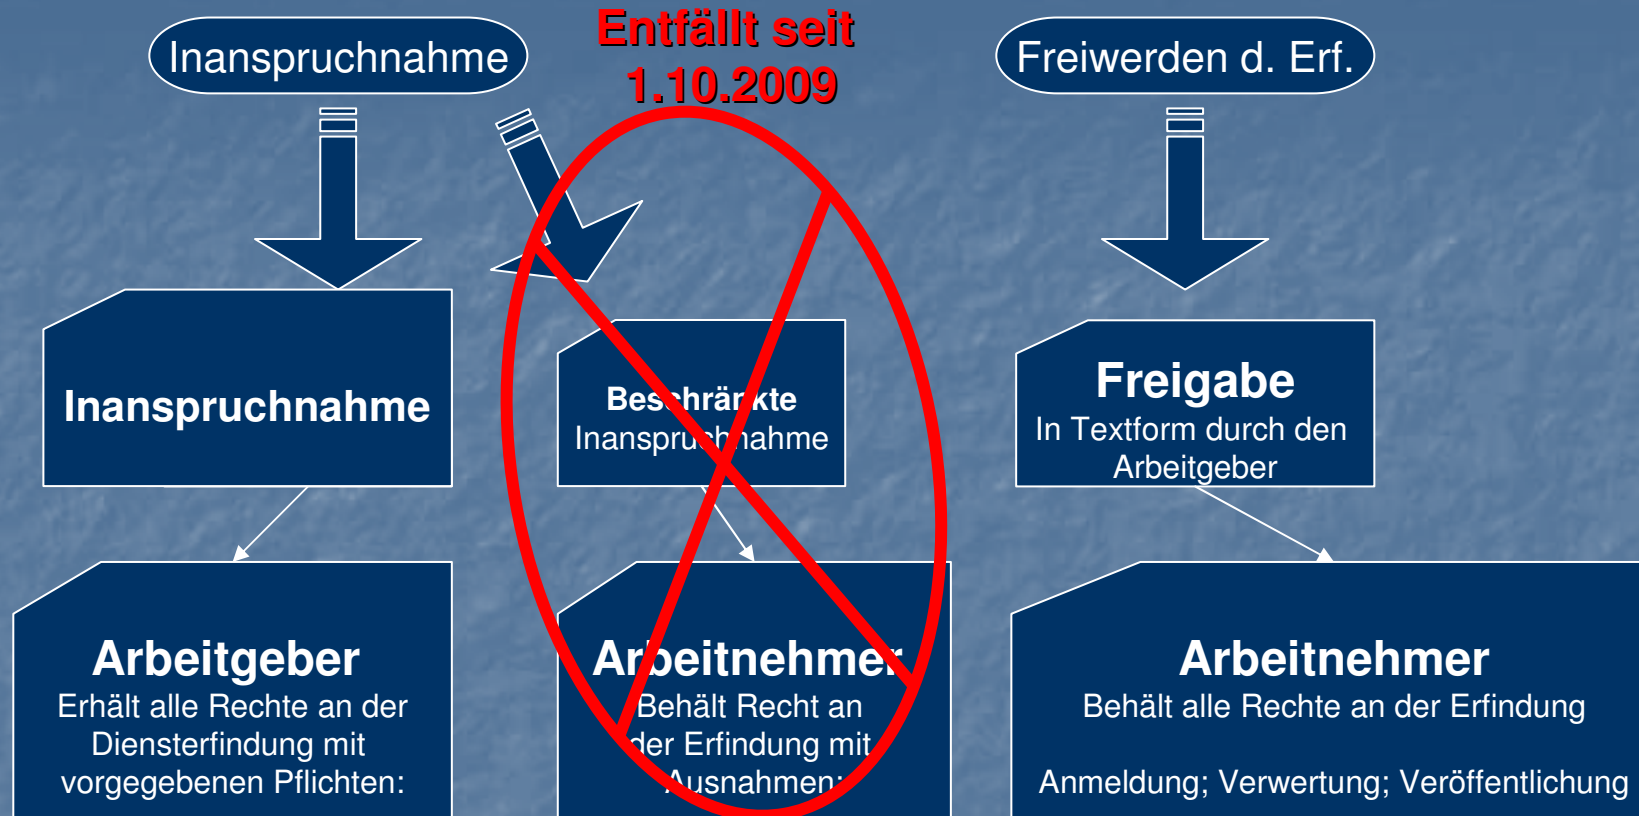 Inanspruchnahme
Entfällt seit
1.10.2009
Freiwerden d. Erf.
Inanspruchnahme
Beschränkte
Inanspruchnahme
Freigabe
In Textform durch den
Arbeitgeber
Arbeitgeber
Erhält alle Rechte an der
Diensterfindung mit
vorgegebenen Pflichten:
Arbeitnehmer
Behält Recht an
der Erfindung mit
Ausnahmen:
Arbeitnehmer
Behält alle Rechte an der Erfindung
Anmeldung; Verwertung; Veröffentlichung